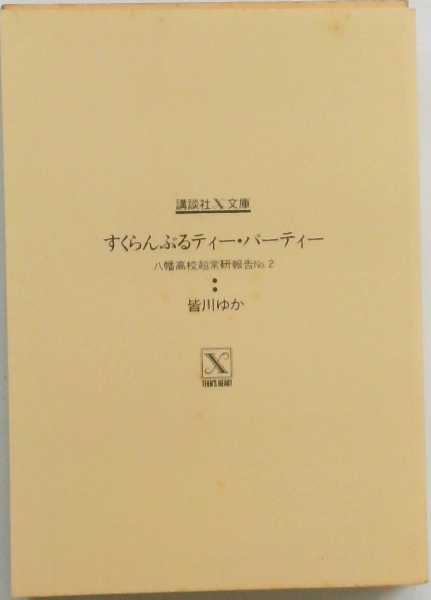 講談社X文庫
すくらんぶるティー・パーティー
八幡高校超常研報告No.2
皆川ゆか
X
TEEN'S HEART